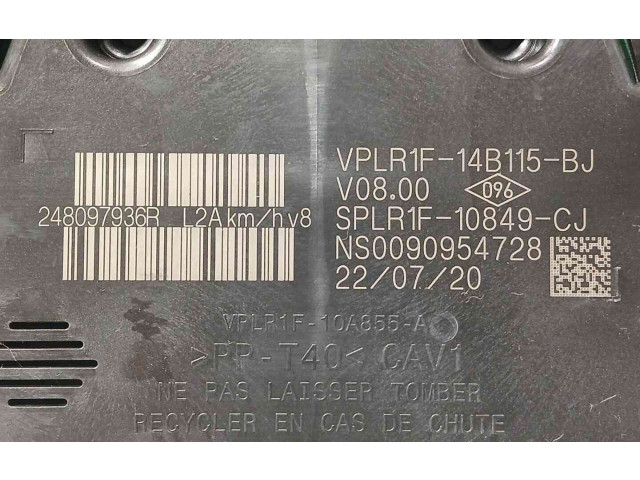 VPLR1F-14B115-BJ
V08.00 096
248097936R L2A km/h v8
SPLR1F-10849-CJ
NS0090954728
22/07/20
VPLR1F-10A855-A
>PP-T40< CAV1
NE PAS LAISSER TOMBER
RECYCLER EN CAS DE CHUTE